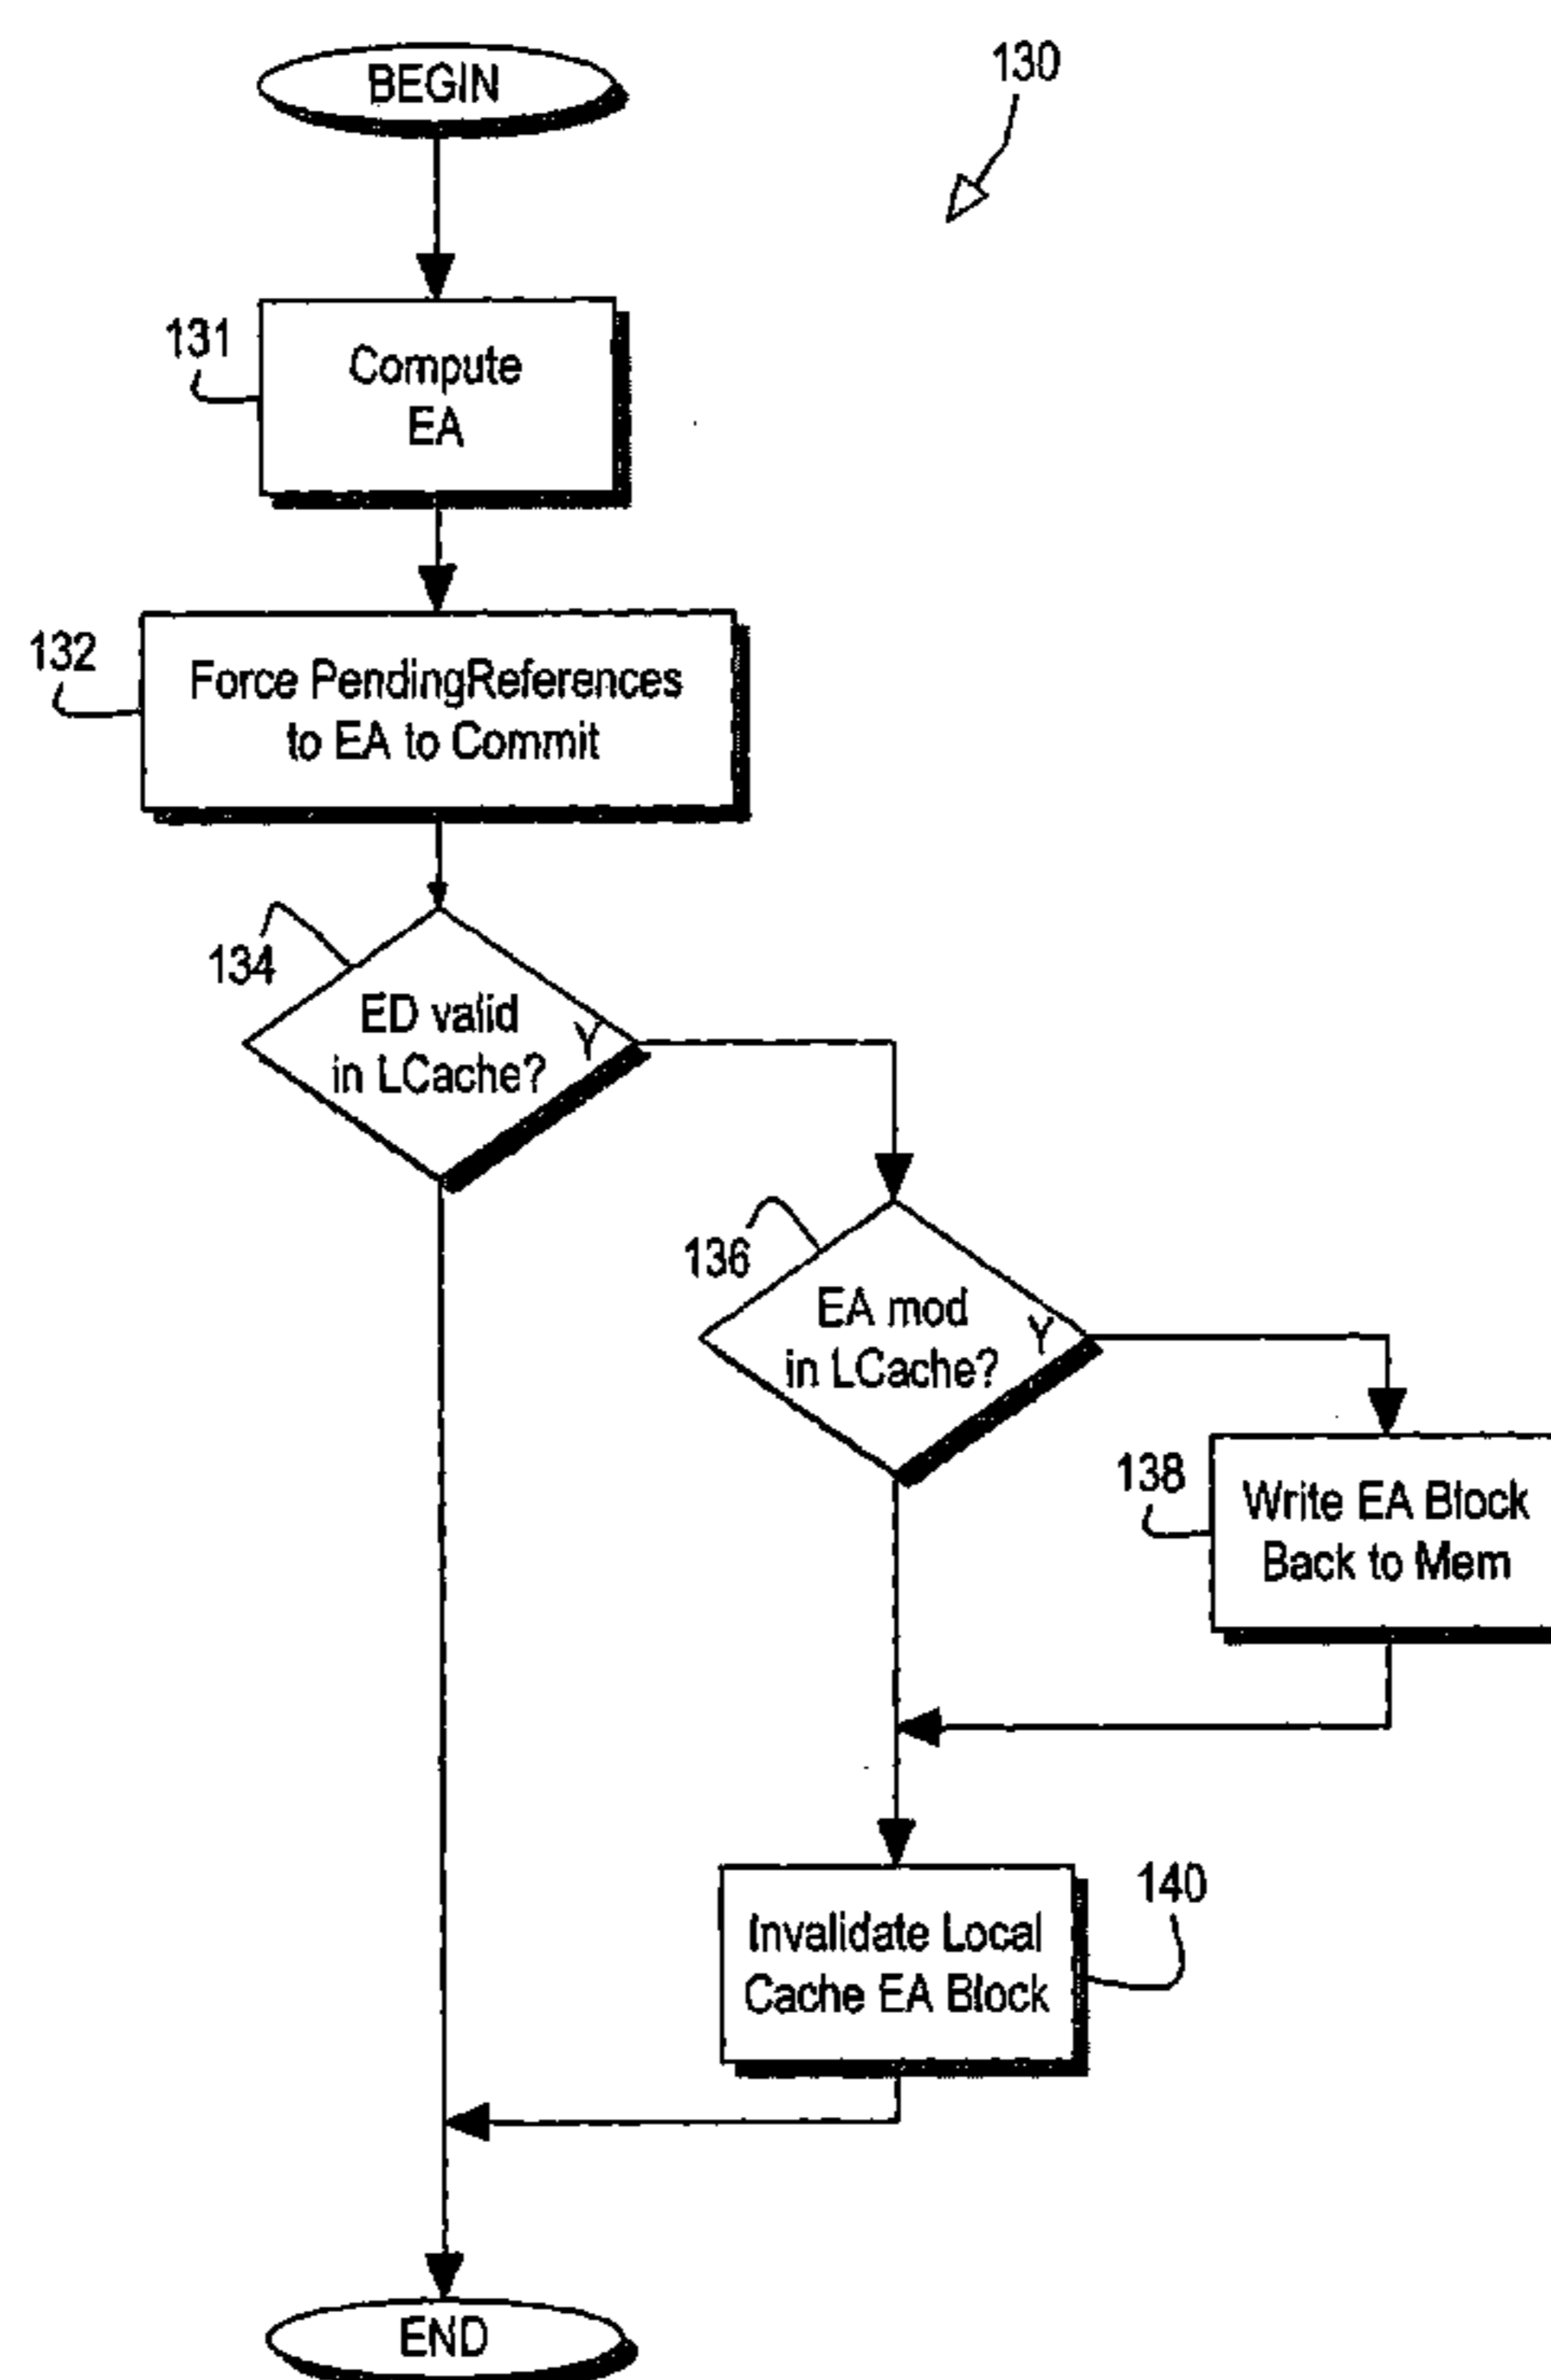 BEGIN
130
131
Compute
EA
132
Force PendingReferences
to EA to Commit
134
ED valid
in LCache?
Y
136
EA mod
in LCache?
Y
138
Write EA Block
Back to Mem
Invalidate Local
Cache EA Block
140
END